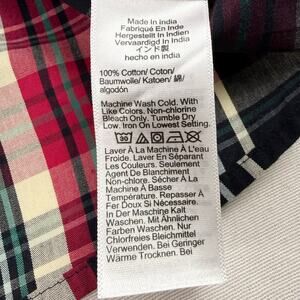 Made In India
Fabriqué En Inde
Hergestellt In Indien
Vervaardigd In India
インド製
hecho en india
100% Cotton/ Coton/
Baumwolle/ Katoen/ 綿/
algodón
Machine Wash Cold. With
Like Colors. Non-chlorine
Bleach Only. Tumble Dry
Low. Iron On Lowest Setting.
30
Laver À La Machine À L'eau
Froide. Laver En Séparant
Les Couleurs. Seulement
Agent De Blanchiment
Non-chlore. Sécher À La
Machine À Basse
Température. Repasser À
Fer Doux Si Nécessaire.
In Der Maschine Kalt
Waschen. Mit Ähnlichen
Farben Waschen. Nur
Chlorfreies Bleichmittel
Verwenden. Bei Geringer
Wärme Trocknen. Bei